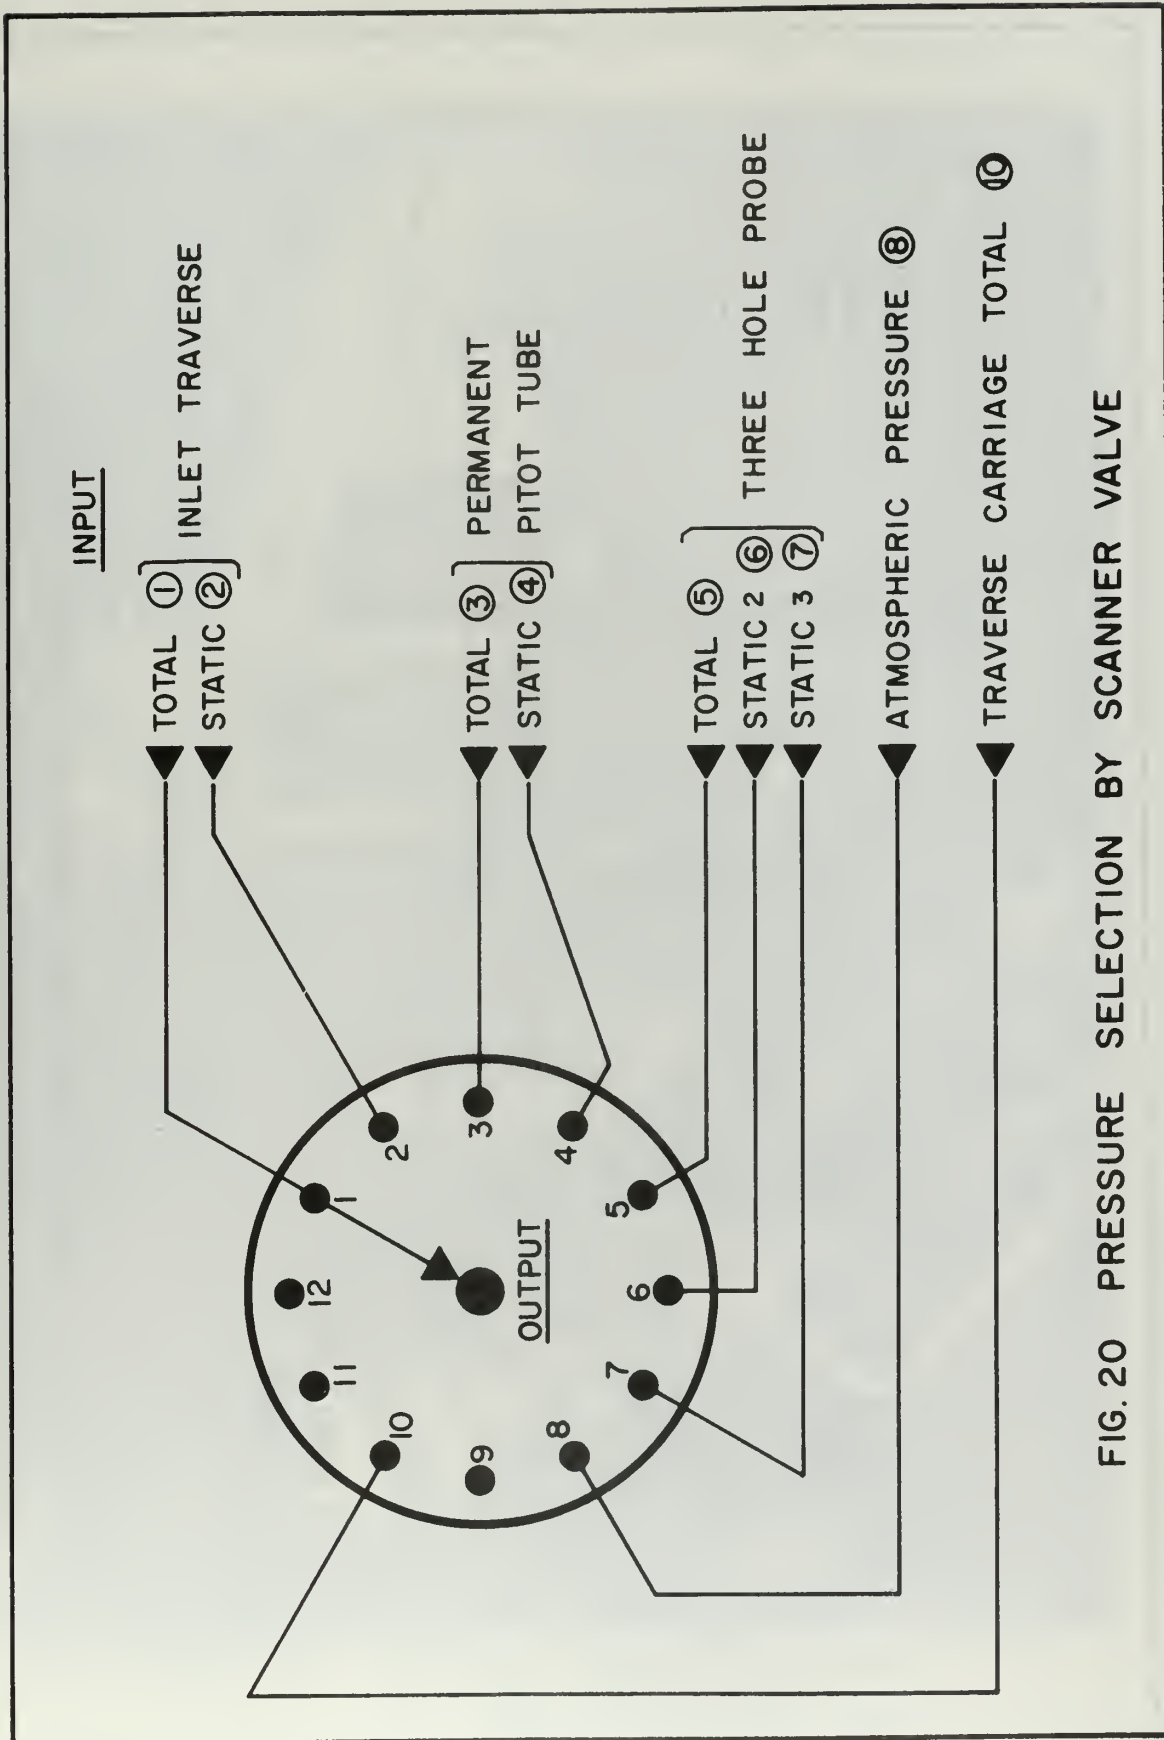 INPUT
TOTAL ①
STATIC ②
INLET TRAVERSE
TOTAL ③ PERMANENT
STATIC ④ PITOT TUBE
TOTAL ⑤
STATIC 2 ⑥ THREE HOLE PROBE
STATIC 3 ⑦
ATMOSPHERIC PRESSURE ⑧
TRAVERSE CARRIAGE TOTAL ⑩
1
2
3
4
5
6
7
8
9
10
11
12
OUTPUT
FIG. 20 PRESSURE SELECTION BY SCANNER VALVE